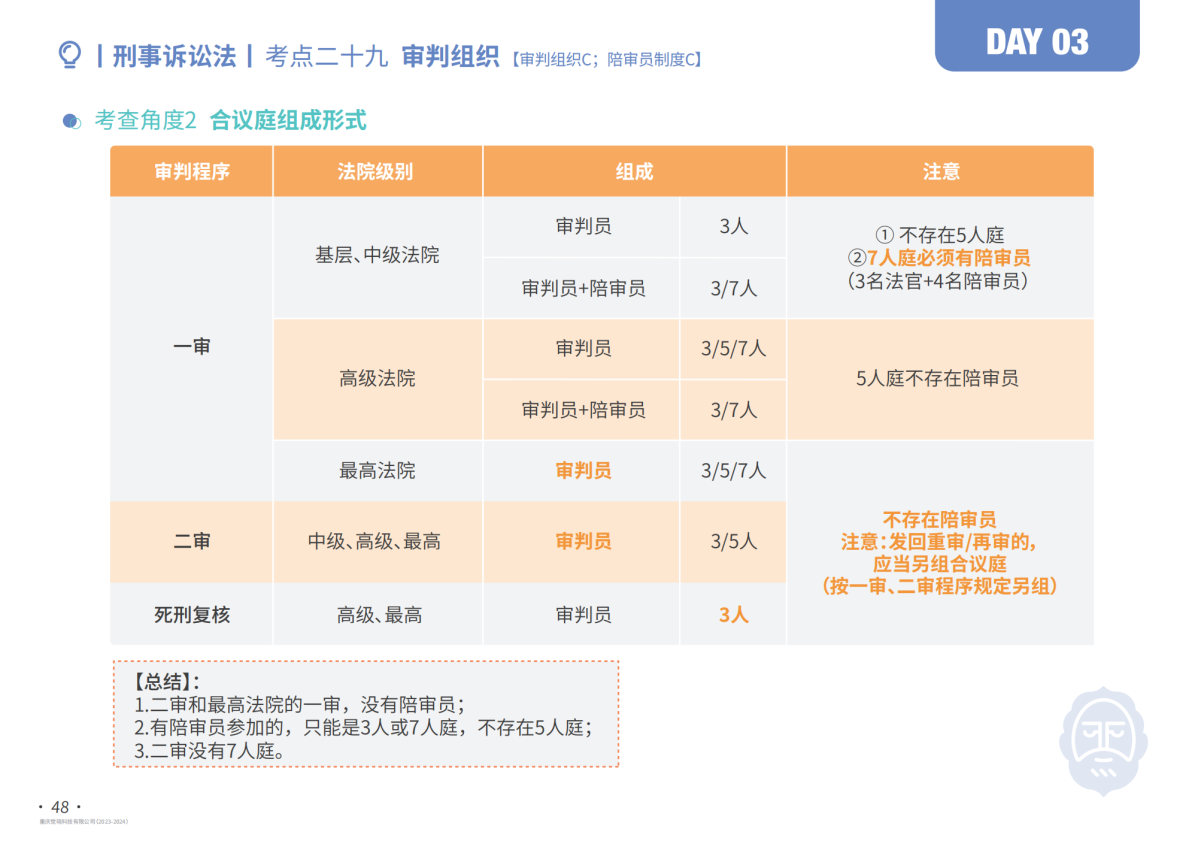 刑事诉讼法 考点二十九 审判组织【审判组织C；陪审员制度C】
DAY 03
考查角度2 合议庭组成形式
审判程序 法院级别 组成 注意
一审
基层、中级法院
审判员 3人
审判员+陪审员 3/7人
① 不存在5人庭
②7人庭必须有陪审员
（3名法官+4名陪审员）
高级法院
审判员 3/5/7人
审判员+陪审员 3/7人
5人庭不存在陪审员
最高法院 审判员 3/5/7人
二审 中级、高级、最高 审判员 3/5人
死刑复核 高级、最高 审判员 3人
不存在陪审员
注意：发回重审/再审的，
应当另组合议庭
（按一审、二审程序规定另组）
【总结】：
1.二审和最高法院的一审，没有陪审员；
2.有陪审员参加的，只能是3人或7人庭，不存在5人庭；
3.二审没有7人庭。
· 48 ·